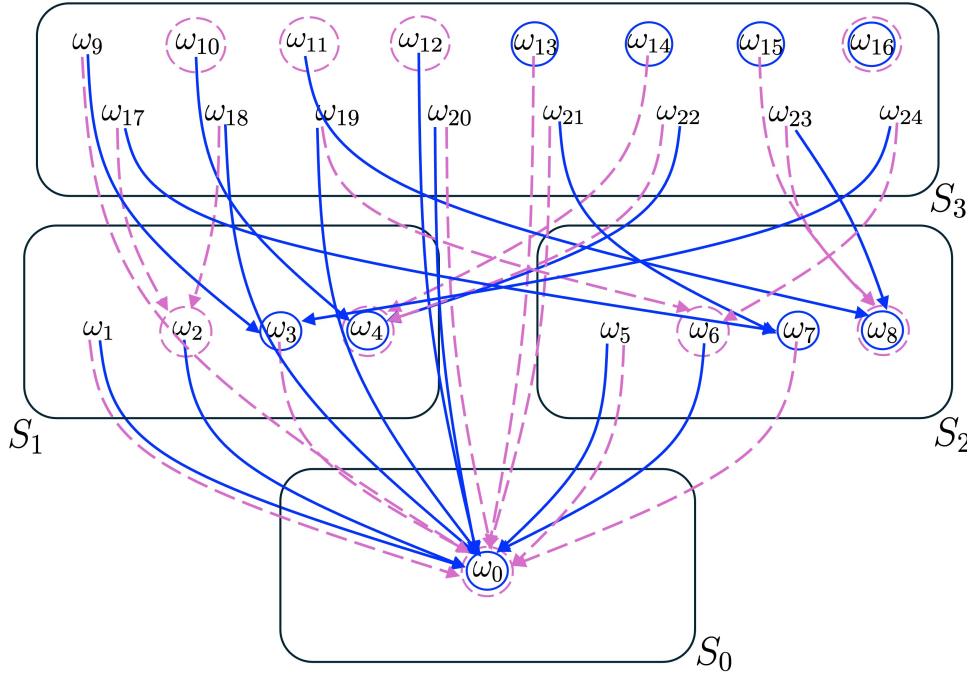 ω₉ ω₁₀ ω₁₁ ω₁₂ ω₁₃ ω₁₄ ω₁₅ ω₁₆
ω₁₇ ω₁₈ ω₁₉ ω₂₀ ω₂₁ ω₂₂ ω₂₃ ω₂₄
S₃
ω₁ ω₂ ω₃ ω₄ ω₅ ω₆ ω₇ ω₈
S₁ S₂
ω₀
S₀